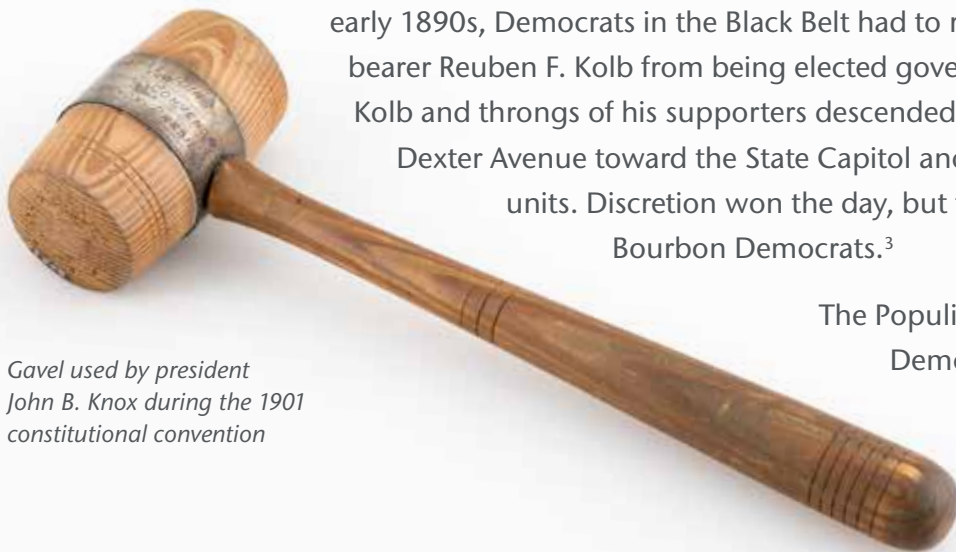 early 1890s, Democrats in the Black Belt had to r
bearer Reuben F. Kolb from being elected gove
Kolb and throngs of his supporters descended
Dexter Avenue toward the State Capitol and
units. Discretion won the day, but
Bourbon Democrats.³
The Populi
Demo
Gavel used by president
John B. Knox during the 1901
constitutional convention